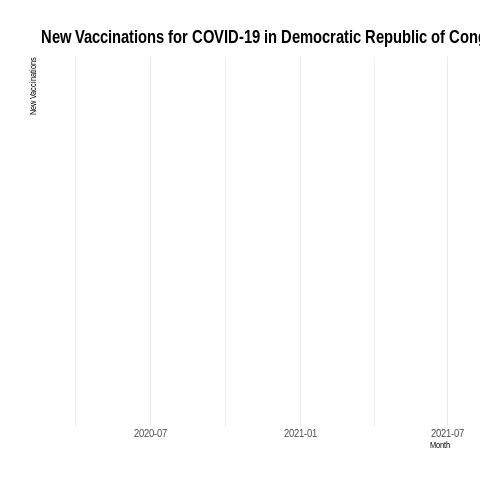 New Vaccinations for COVID-19 in Democratic Republic of Cong
New Vaccinations
2020-07
2021-01
2021-07
Month